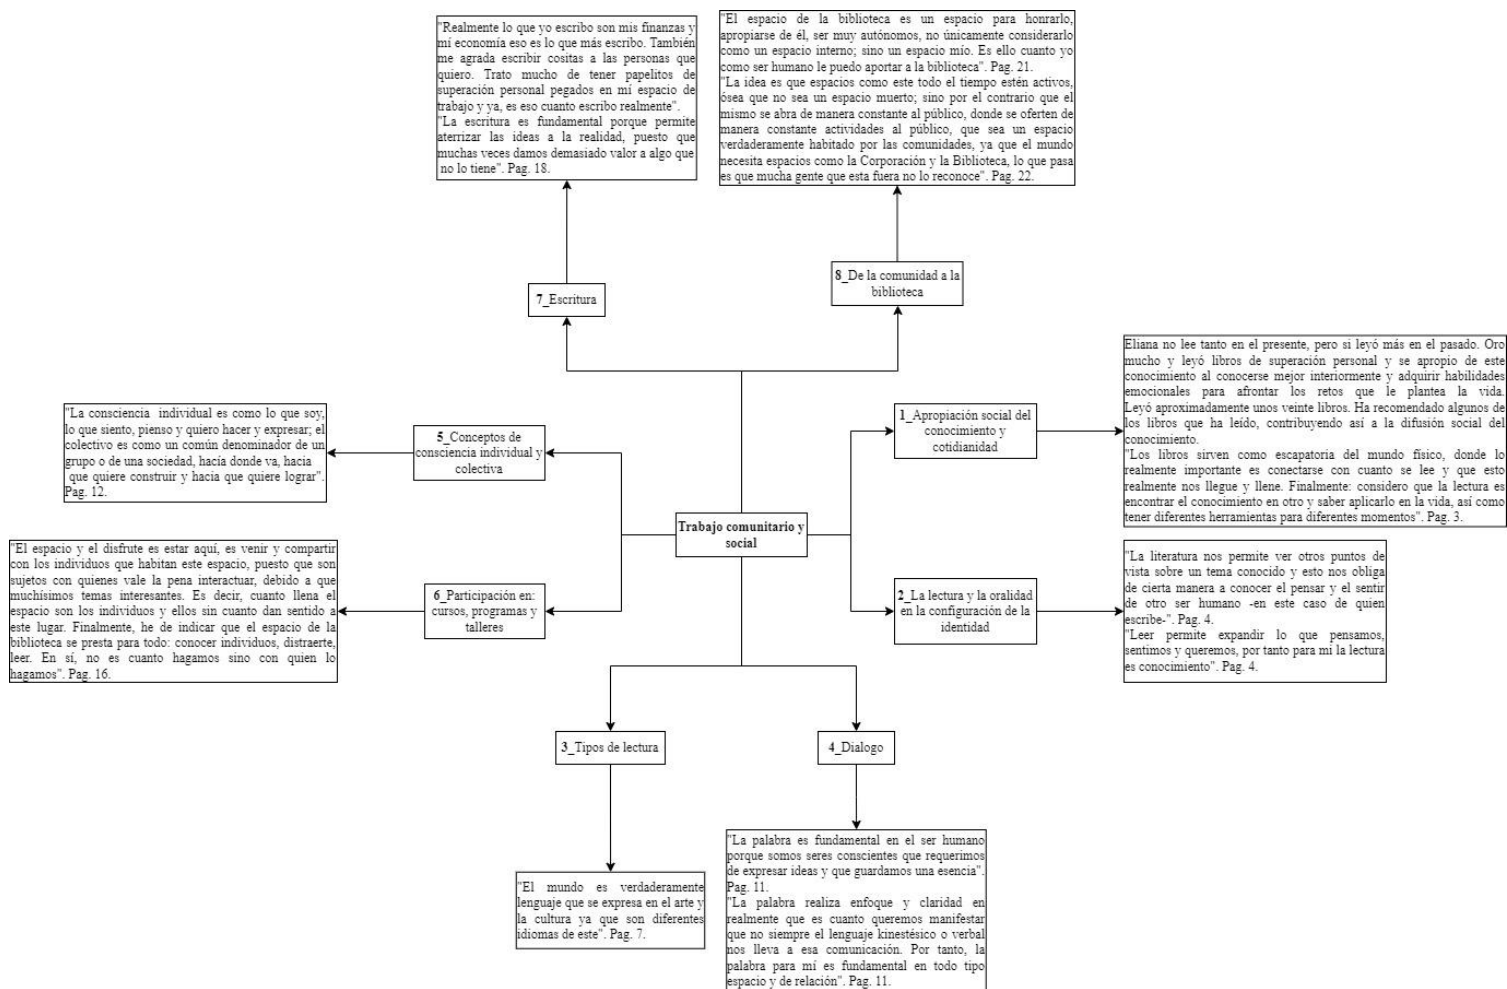 "Realmente lo que yo escribo son mis finanzas y
mí economía eso es lo que más escribo. También
me agrada escribir cositas a las personas que
quiero. Trato mucho de tener papelitos de
superación personal pegados en mí espacio de
trabajo y ya, es eso cuanto escribo realmente".
"La escritura es fundamental porque permite
aterrizar las ideas a la realidad, puesto que
muchas veces damos demasiado valor a algo que
no lo tiene". Pag. 18.
"El espacio de la biblioteca es un espacio para honrarlo,
apropiarse de él, ser muy autónomos, no únicamente considerarlo
como un espacio interno; sino un espacio mío. Es ello cuanto yo
como ser humano le puedo aportar a la biblioteca". Pag. 21.
"La idea es que espacios como este todo el tiempo estén activos,
ósea que no sea un espacio muerto; sino por el contrario que el
mismo se abra de manera constante al público, donde se oferten de
manera constante actividades al público, que sea un espacio
verdaderamente habitado por las comunidades, ya que el mundo
necesita espacios como la Corporación y la Biblioteca, lo que pasa
es que mucha gente que esta fuera no lo reconoce". Pag. 22.
7_Escritura
8_De la comunidad a la
biblioteca
"La consciencia individual es como lo que soy,
lo que siento, pienso y quiero hacer y expresar; el
colectivo es como un común denominador de un
grupo o de una sociedad, hacía donde va, hacia
que quiere construir y hacia que quiere lograr".
Pag. 12.
5_Conceptos de
consciencia individual y
colectiva
1_Apropiación social del
conocimiento y
cotidianidad
Eliana no lee tanto en el presente, pero si leyó más en el pasado. Oro
mucho y leyó libros de superación personal y se apropio de este
conocimiento al conocerse mejor interiormente y adquirir habilidades
emocionales para afrontar los retos que le plantea la vida.
Leyó aproximadamente unos veinte libros. Ha recomendado algunos de
los libros que ha leído, contribuyendo así a la difusión social del
conocimiento.
"Los libros sirven como escapatoria del mundo físico, donde lo
realmente importante es conectarse con cuanto se lee y que esto
realmente nos llegue y llene. Finalmente: considero que la lectura es
encontrar el conocimiento en otro y saber aplicarlo en la vida, así como
tener diferentes herramientas para diferentes momentos". Pag. 3.
Trabajo comunitario y
social
"El espacio y el disfrute es estar aquí, es venir y compartir
con los individuos que habitan este espacio, puesto que son
sujetos con quienes vale la pena interactuar, debido a que
muchísimos temas interesantes. Es decir, cuanto llena el
espacio son los individuos y ellos sin cuanto dan sentido a
este lugar. Finalmente, he de indicar que el espacio de la
biblioteca se presta para todo: conocer individuos, distraerte,
leer. En sí, no es cuanto hagamos sino con quien lo
hagamos". Pag. 16.
6_Participación en:
cursos, programas y
talleres
2_La lectura y la oralidad
en la configuración de la
identidad
"La literatura nos permite ver otros puntos de
vista sobre un tema conocido y esto nos obliga
de cierta manera a conocer el pensar y el sentir
de otro ser humano -en este caso de quien
escribe-". Pag. 4.
"Leer permite expandir lo que pensamos,
sentimos y queremos, por tanto para mí la lectura
es conocimiento". Pag. 4.
3_Tipos de lectura
4_Dialogo
"El mundo es verdaderamente
lenguaje que se expresa en el arte y
la cultura ya que son diferentes
idiomas de este". Pag. 7.
"La palabra es fundamental en el ser humano
porque somos seres conscientes que requerimos
de expresar ideas y que guardamos una esencia".
Pag. 11.
"La palabra realiza enfoque y claridad en
realmente que es cuanto queremos manifestar
que no siempre el lenguaje kinestésico o verbal
nos lleva a esa comunicación. Por tanto, la
palabra para mí es fundamental en todo tipo
espacio y de relación". Pag. 11.